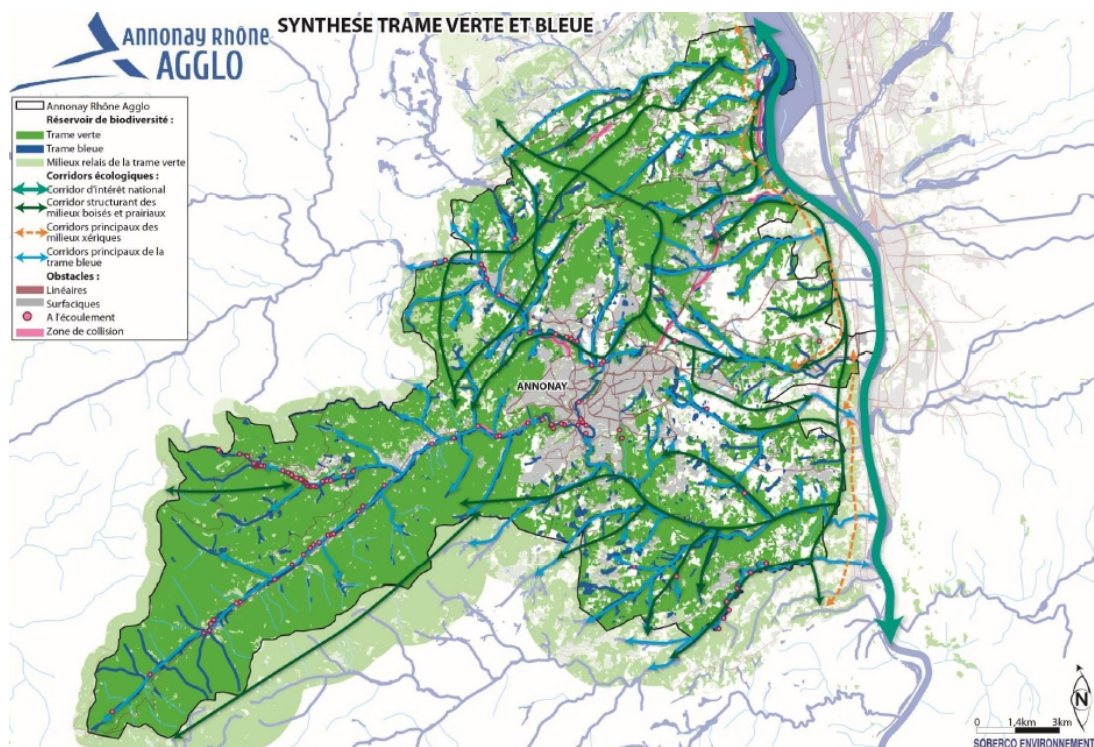 ANNONAY RHÔNE
AGGLO
SYNTHESE TRAME VERTE ET BLEUE
Annonay Rhône Agglo
Réservoir de biodiversité :
Trame verte
Trame bleue
Milieux relais de la trame verte
Corridors écologiques :
Corridor d'intérêt national
Corridor structurant des
milieux boisés et prairiaux
Corridors principaux des
milieux xériques
Corridors principaux de la
trame bleue
Obstacles :
Linéaires
Surfaciques
A l'écoulement
Zone de collision
ANNONAY
N
0 1,4km 3km
SOBERCO ENVIRONNEMENT